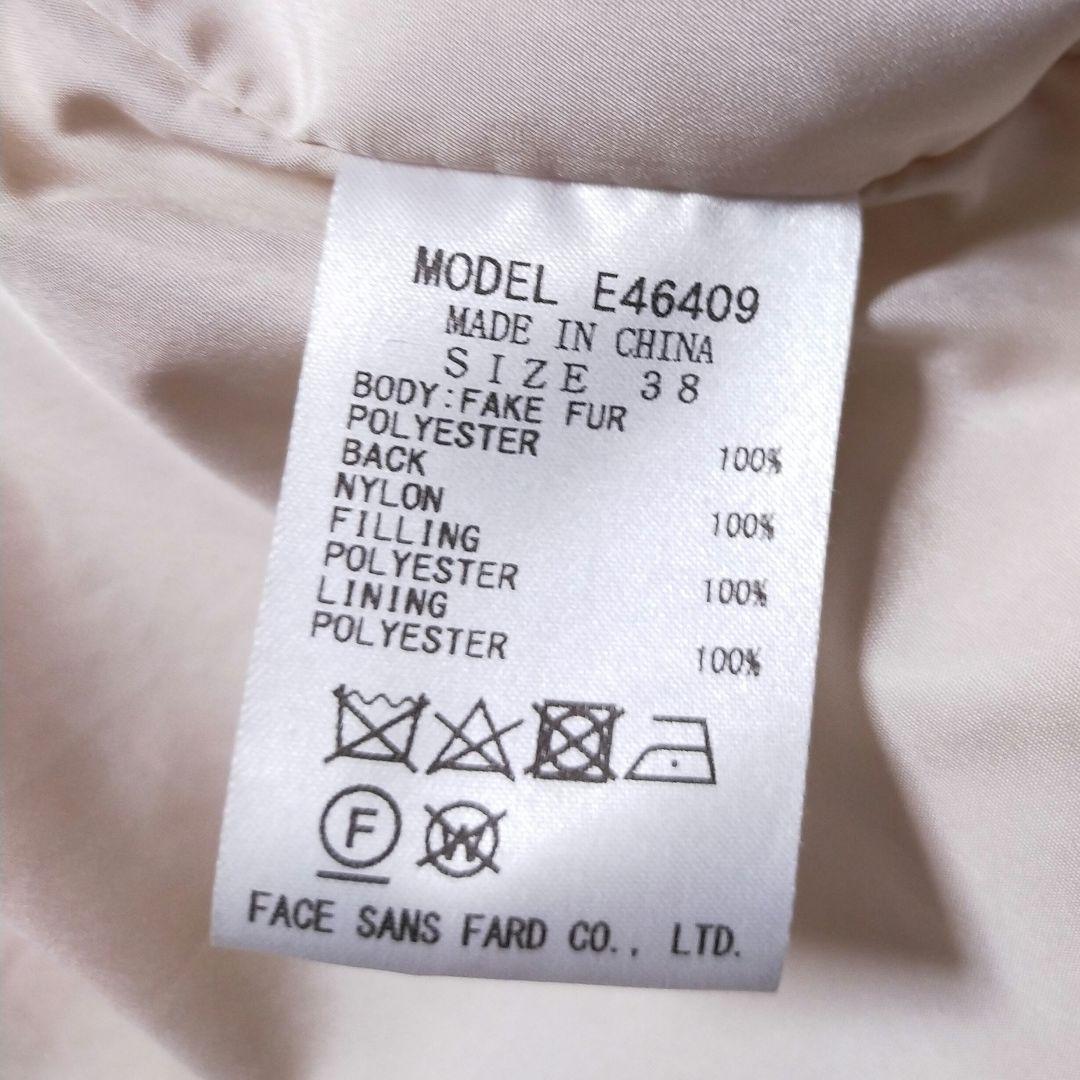 MODEL E46409
MADE IN CHINA
SIZE 38
BODY:FAKE FUR
POLYESTER 100%
BACK
NYLON 100%
FILLING
POLYESTER 100%
LINING
POLYESTER 100%
F W
FACE SANS FARD CO., LTD.